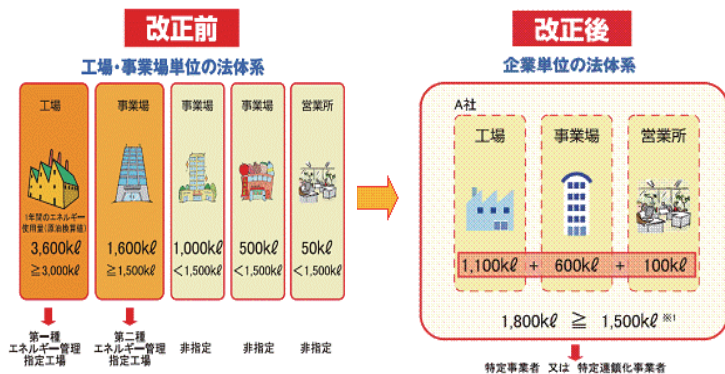 改正前
工場・事業場単位の法体系
工場
1年間のエネルギー
使用量(原油換算値)
3,600kℓ
≧3,000kℓ
第一種
エネルギー管理
指定工場
事業場
1,600kℓ
≧1,500kℓ
第二種
エネルギー管理
指定工場
事業場
1,000kℓ
<1,500kℓ
非指定
事業場
500kℓ
<1,500kℓ
非指定
営業所
50kℓ
<1,500kℓ
非指定
改正後
企業単位の法体系
A社
工場 事業場 営業所
1,100kℓ + 600kℓ + 100kℓ
1,800kℓ ≧ 1,500kℓ ※1
特定事業者 又は 特定連鎖化事業者